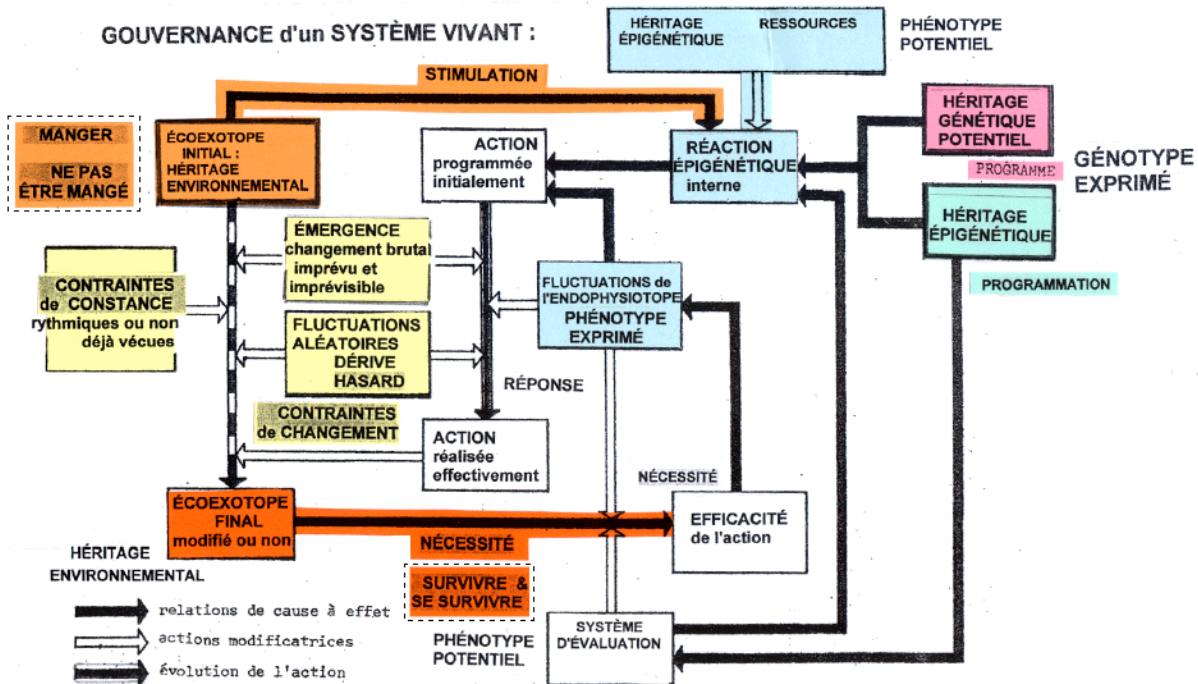 GOUVERNANCE d'un SYSTÈME VIVANT :
HÉRITAGE
ÉPIGÉNÉTIQUE
RESSOURCES
PHÉNOTYPE
POTENTIEL
STIMULATION
MANGER
NE PAS
ÊTRE MANGÉ
ÉCOEXOTOPE
INITIAL :
HÉRITAGE
ENVIRONNEMENTAL
ACTION
programmée
initialement
RÉACTION
ÉPIGÉNÉTIQUE
interne
HÉRITAGE
GÉNÉTIQUE
POTENTIEL
PROGRAMME
GÉNOTYPE
EXPRIMÉ
HÉRITAGE
ÉPIGÉNÉTIQUE
PROGRAMMATION
CONTRAINTES
de CONSTANCE
rythmiques ou non
déjà vécues
ÉMERGENCE
changement brutal
imprévu et
imprévisible
FLUCTUATIONS
ALÉATOIRES
DÉRIVE
HASARD
FLUCTUATIONS de
l'ENDOPHYSIOTOPE
PHÉNOTYPE
EXPRIMÉ
RÉPONSE
CONTRAINTES
de CHANGEMENT
ACTION
réalisée
effectivement
NÉCESSITÉ
ÉCOEXOTOPE
FINAL
modifié ou non
EFFICACITÉ
de l'action
NÉCESSITÉ
SURVIVRE &
SE SURVIVRE
HÉRITAGE
ENVIRONNEMENTAL
relations de cause à effet
actions modificatrices
évolution de l'action
PHÉNOTYPE
POTENTIEL
SYSTÈME
D'ÉVALUATION